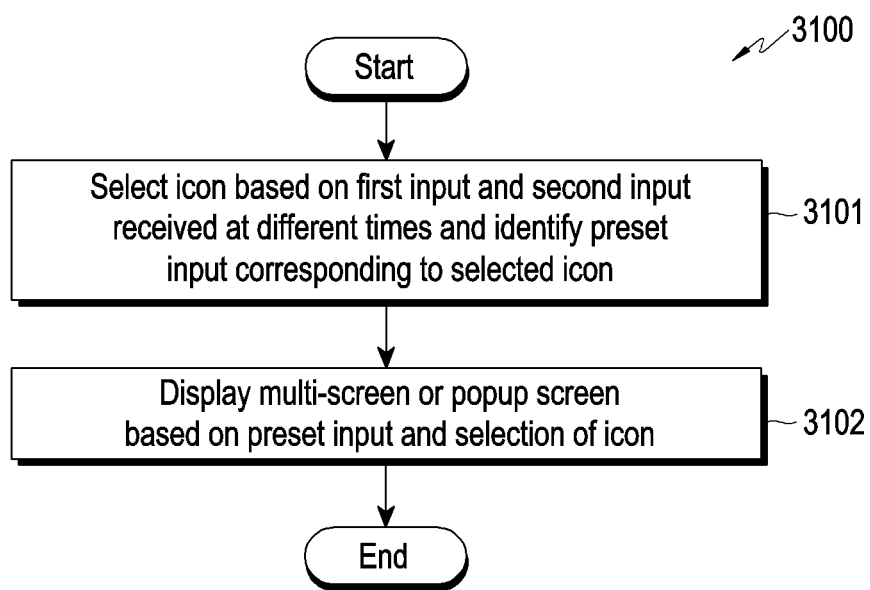 3100
Start
Select icon based on first input and second input
received at different times and identify preset
input corresponding to selected icon
3101
Display multi-screen or popup screen
based on preset input and selection of icon
3102
End